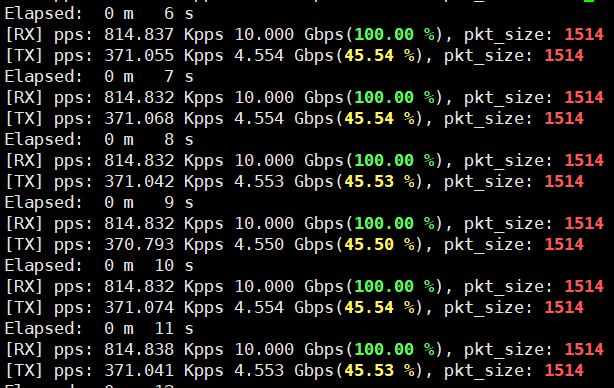 Elapsed:  0 m   6 s
[RX] pps: 814.837 Kpps 10.000 Gbps(100.00 %), pkt_size: 1514
[TX] pps: 371.055 Kpps 4.554 Gbps(45.54 %), pkt_size: 1514
Elapsed:  0 m   7 s
[RX] pps: 814.832 Kpps 10.000 Gbps(100.00 %), pkt_size: 1514
[TX] pps: 371.068 Kpps 4.554 Gbps(45.54 %), pkt_size: 1514
Elapsed:  0 m   8 s
[RX] pps: 814.832 Kpps 10.000 Gbps(100.00 %), pkt_size: 1514
[TX] pps: 371.042 Kpps 4.553 Gbps(45.53 %), pkt_size: 1514
Elapsed:  0 m   9 s
[RX] pps: 814.832 Kpps 10.000 Gbps(100.00 %), pkt_size: 1514
[TX] pps: 370.793 Kpps 4.550 Gbps(45.50 %), pkt_size: 1514
Elapsed:  0 m   10 s
[RX] pps: 814.832 Kpps 10.000 Gbps(100.00 %), pkt_size: 1514
[TX] pps: 371.074 Kpps 4.554 Gbps(45.54 %), pkt_size: 1514
Elapsed:  0 m   11 s
[RX] pps: 814.838 Kpps 10.000 Gbps(100.00 %), pkt_size: 1514
[TX] pps: 371.041 Kpps 4.553 Gbps(45.53 %), pkt_size: 1514